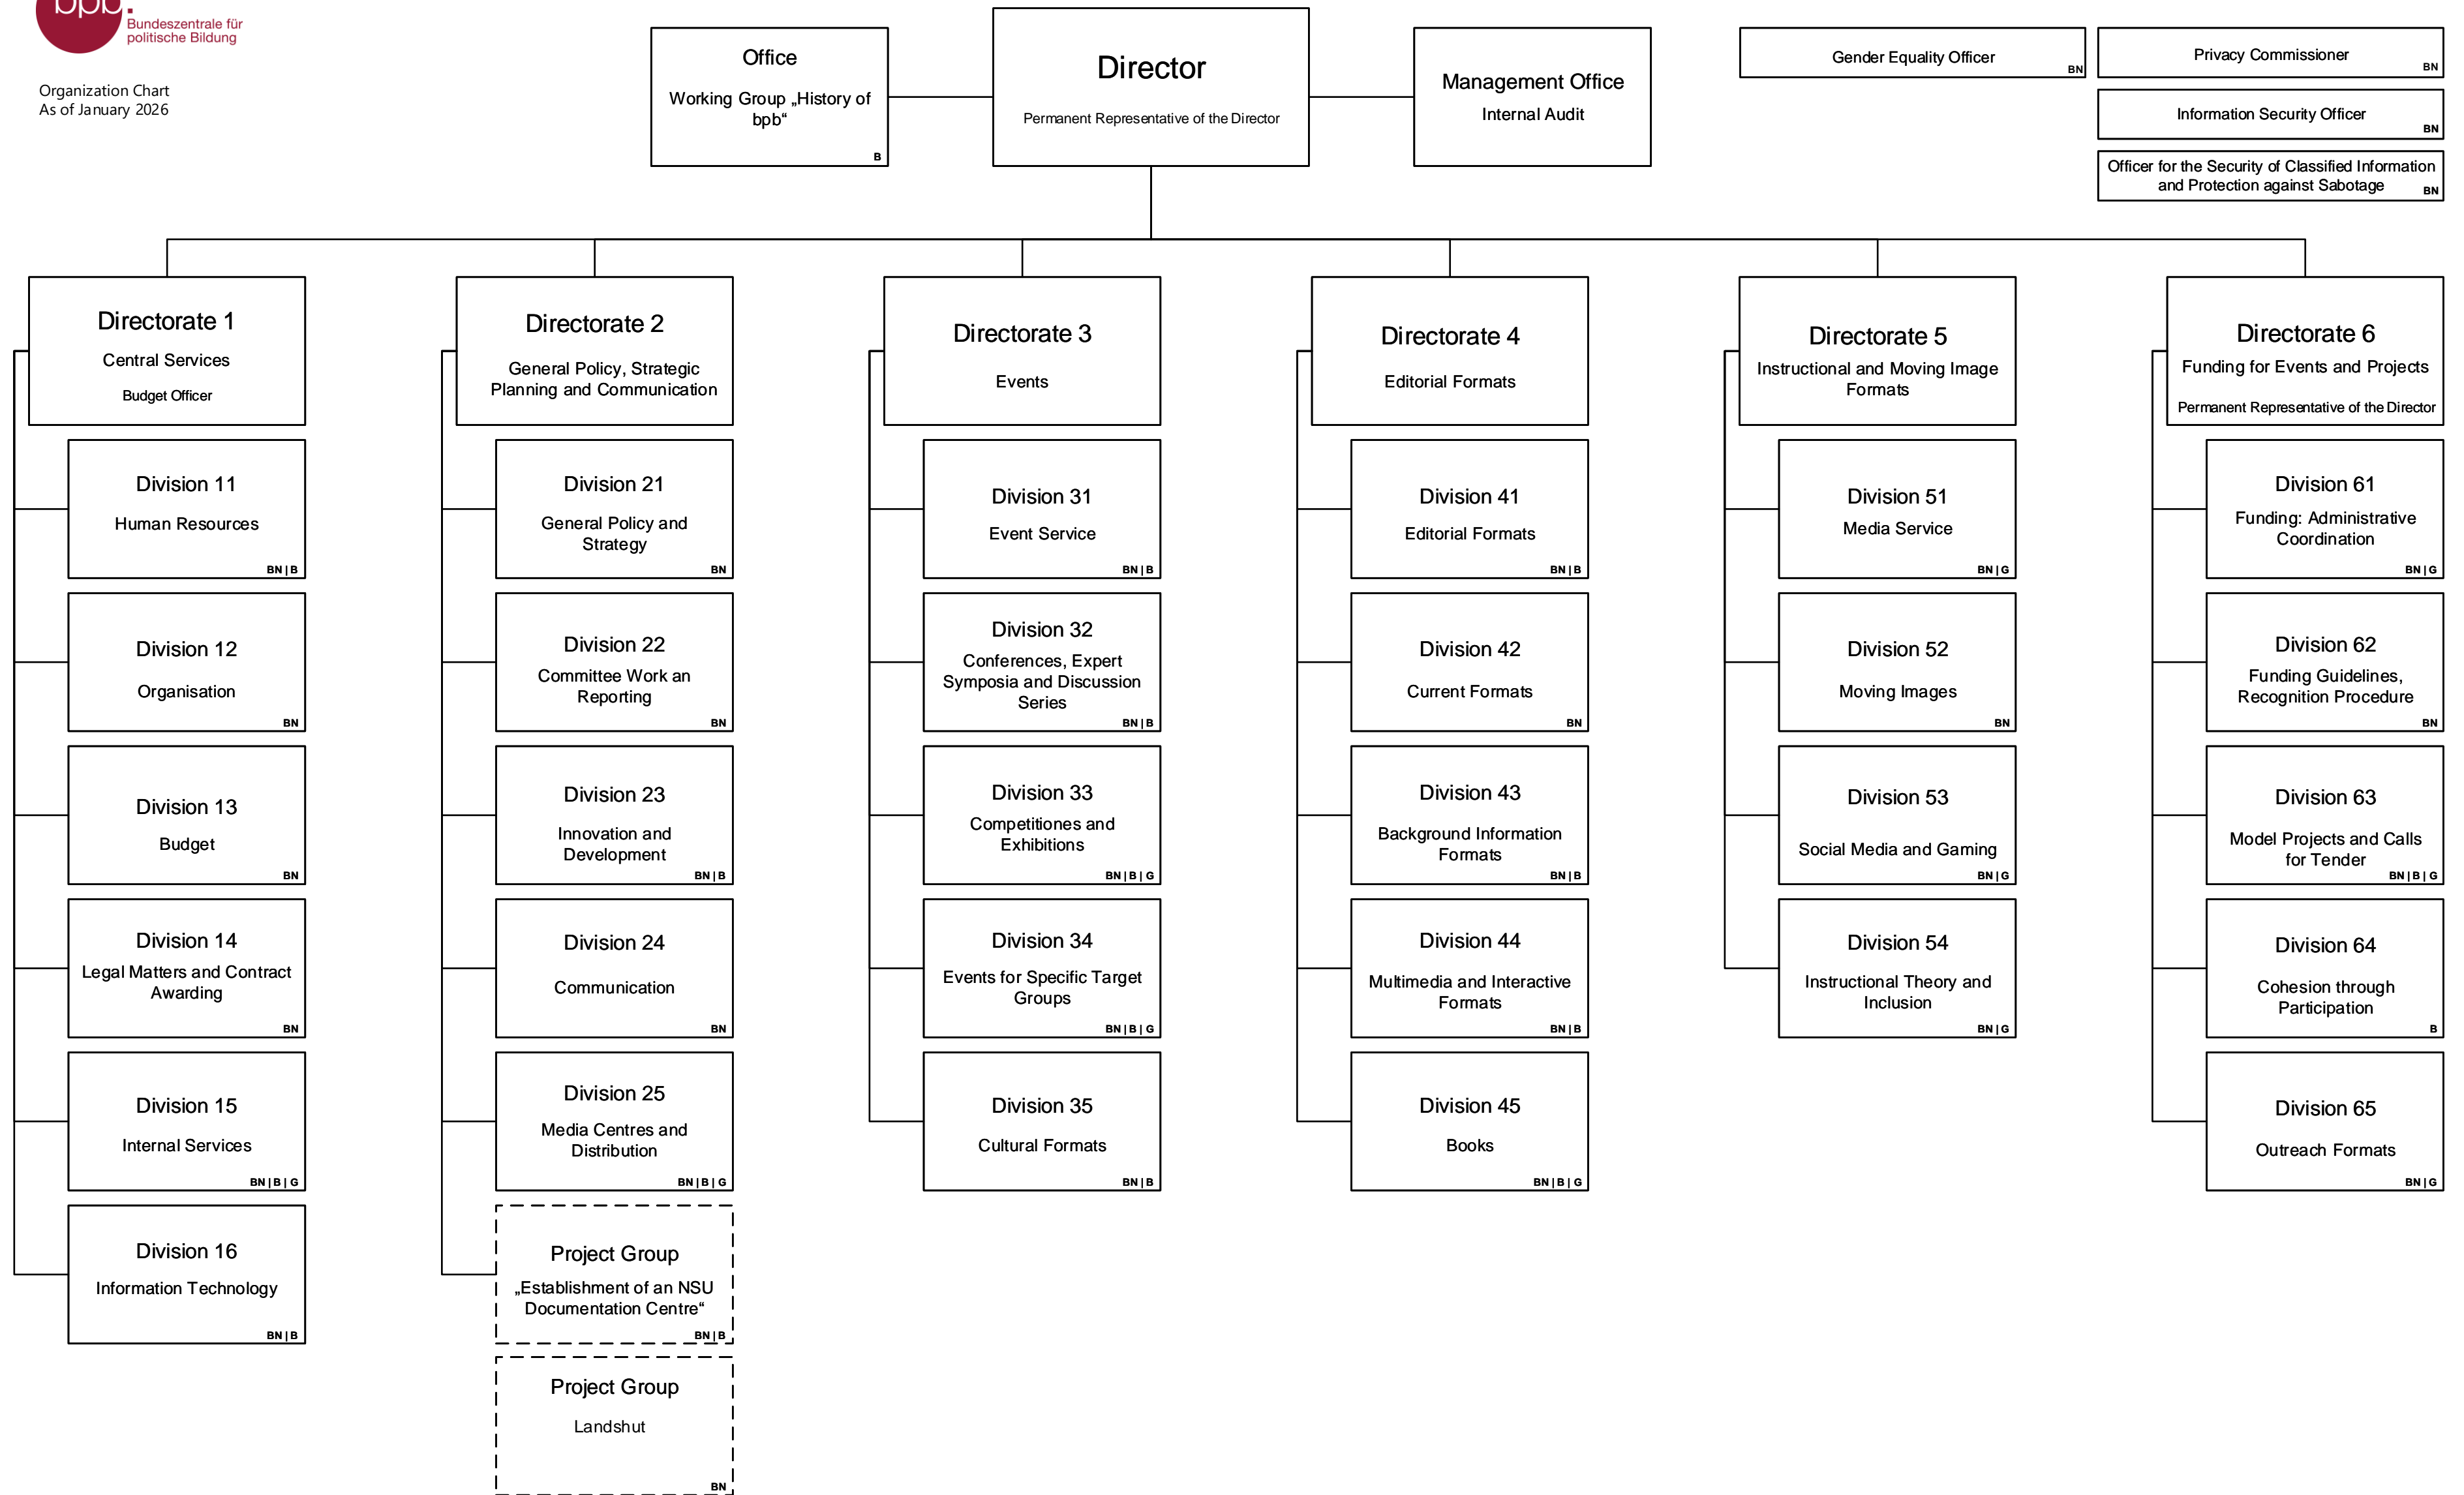 bpb:
Bundeszentrale für
politische Bildung
Organization Chart
As of January 2026
Office
Working Group „History of
bpb“
B
Director
Permanent Representative of the Director
Management Office
Internal Audit
Gender Equality Officer
BN
Privacy Commissioner
BN
Information Security Officer
BN
Officer for the Security of Classified Information
and Protection against Sabotage
BN
Directorate 1
Central Services
Budget Officer
Division 11
Human Resources
BN | B
Division 12
Organisation
BN
Division 13
Budget
BN
Division 14
Legal Matters and Contract
Awarding
BN
Division 15
Internal Services
BN | B | G
Division 16
Information Technology
BN | B
Directorate 2
General Policy, Strategic
Planning and Communication
Division 21
General Policy and
Strategy
BN
Division 22
Committee Work an
Reporting
BN
Division 23
Innovation and
Development
BN | B
Division 24
Communication
BN
Division 25
Media Centres and
Distribution
BN | B | G
Project Group
„Establishment of an NSU
Documentation Centre“
BN | B
Project Group
Landshut
BN
Directorate 3
Events
Division 31
Event Service
BN | B
Division 32
Conferences, Expert
Symposia and Discussion
Series
BN | B
Division 33
Competitiones and
Exhibitions
BN | B | G
Division 34
Events for Specific Target
Groups
BN | B | G
Division 35
Cultural Formats
BN | B
Directorate 4
Editorial Formats
Division 41
Editorial Formats
BN | B
Division 42
Current Formats
BN
Division 43
Background Information
Formats
BN | B
Division 44
Multimedia and Interactive
Formats
BN | B
Division 45
Books
BN | B | G
Directorate 5
Instructional and Moving Image
Formats
Division 51
Media Service
BN | G
Division 52
Moving Images
BN
Division 53
Social Media and Gaming
BN | G
Division 54
Instructional Theory and
Inclusion
BN | G
Directorate 6
Funding for Events and Projects
Permanent Representative of the Director
Division 61
Funding: Administrative
Coordination
BN | G
Division 62
Funding Guidelines,
Recognition Procedure
BN
Division 63
Model Projects and Calls
for Tender
BN | B | G
Division 64
Cohesion through
Participation
B
Division 65
Outreach Formats
BN | G